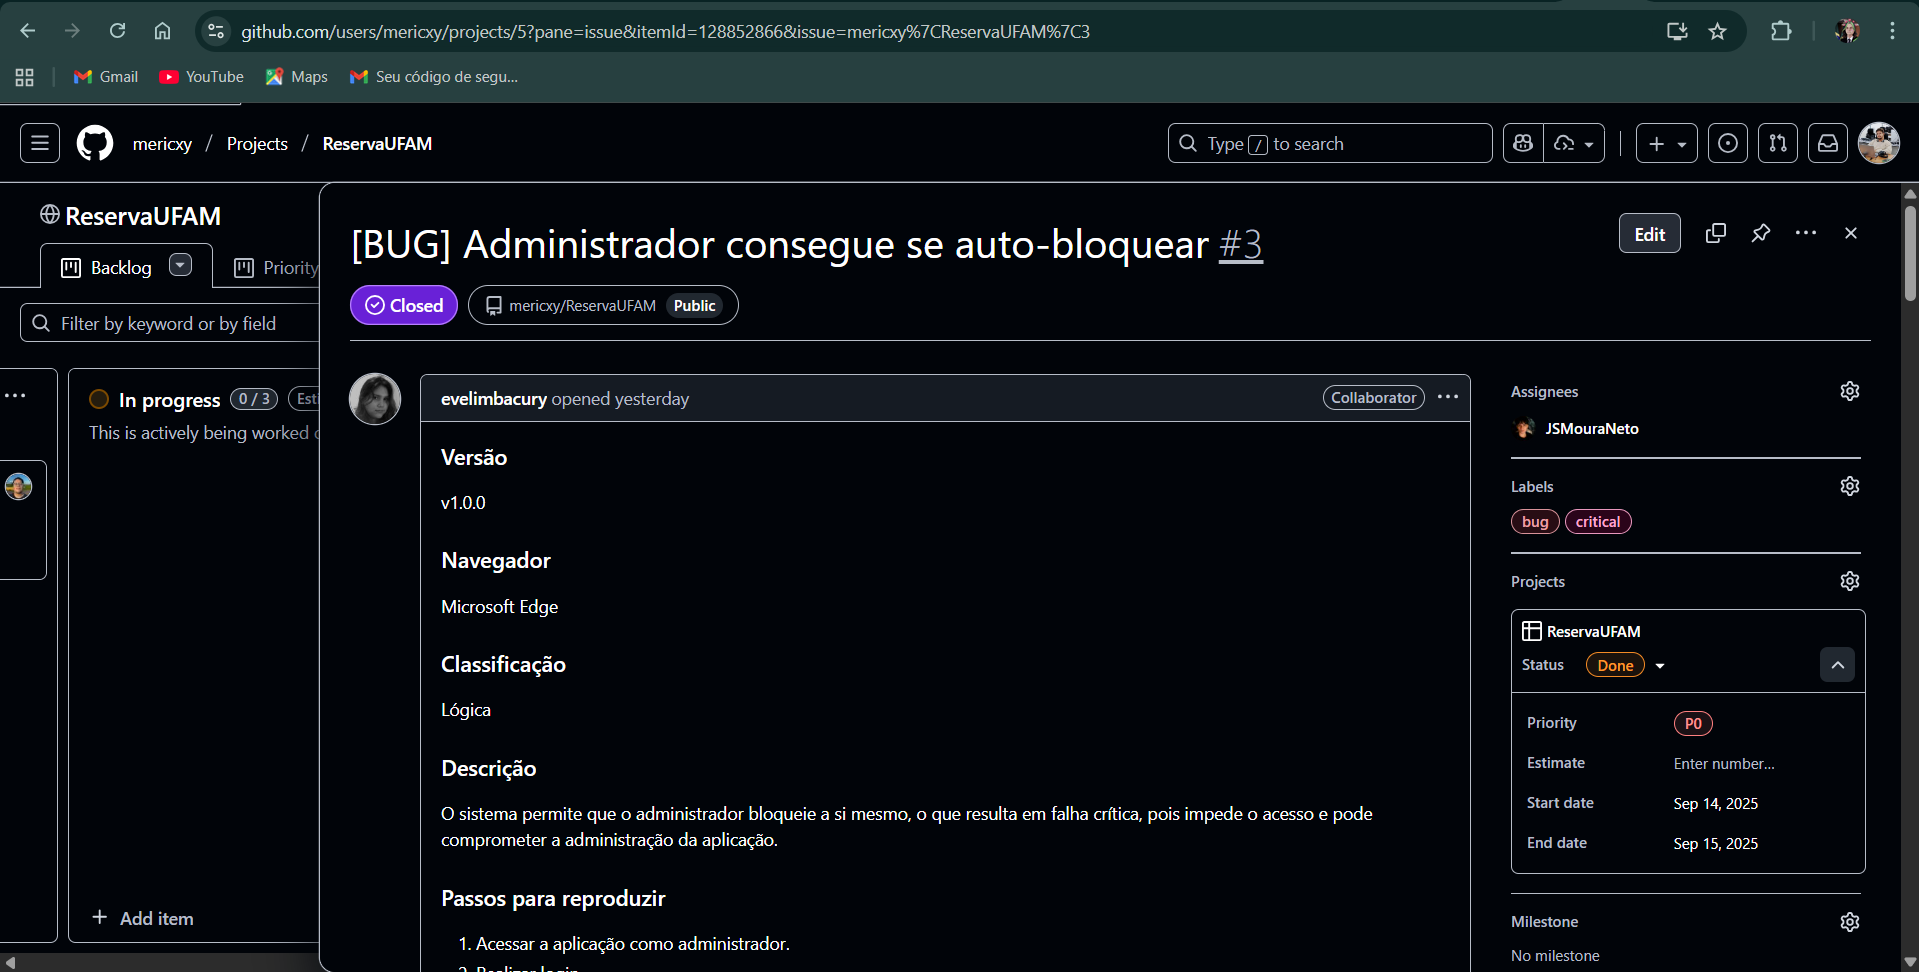 github.com/users/mericxy/projects/5?pane=issue&itemId=128852866&issue=mericxy%7CReservaUFAM%7C3
Gmail YouTube Maps Seu código de segu...
mericxy / Projects / ReservaUFAM
Type / to search
ReservaUFAM
Backlog Priority
Filter by keyword or by field
In progress 0 / 3 Esti
This is actively being worked
Add item
[BUG] Administrador consegue se auto-bloquear #3
Edit
Closed mericxy/ReservaUFAM Public
evelimbacury opened yesterday Collaborator
Versão
v1.0.0
Navegador
Microsoft Edge
Classificação
Lógica
Descrição
O sistema permite que o administrador bloqueie a si mesmo, o que resulta em falha crítica, pois impede o acesso e pode
comprometer a administração da aplicação.
Passos para reproduzir
1. Acessar a aplicação como administrador.
2. Realizar login
Assignees
JSMouraNeto
Labels
bug critical
Projects
ReservaUFAM
Status Done
Priority P0
Estimate Enter number...
Start date Sep 14, 2025
End date Sep 15, 2025
Milestone
No milestone